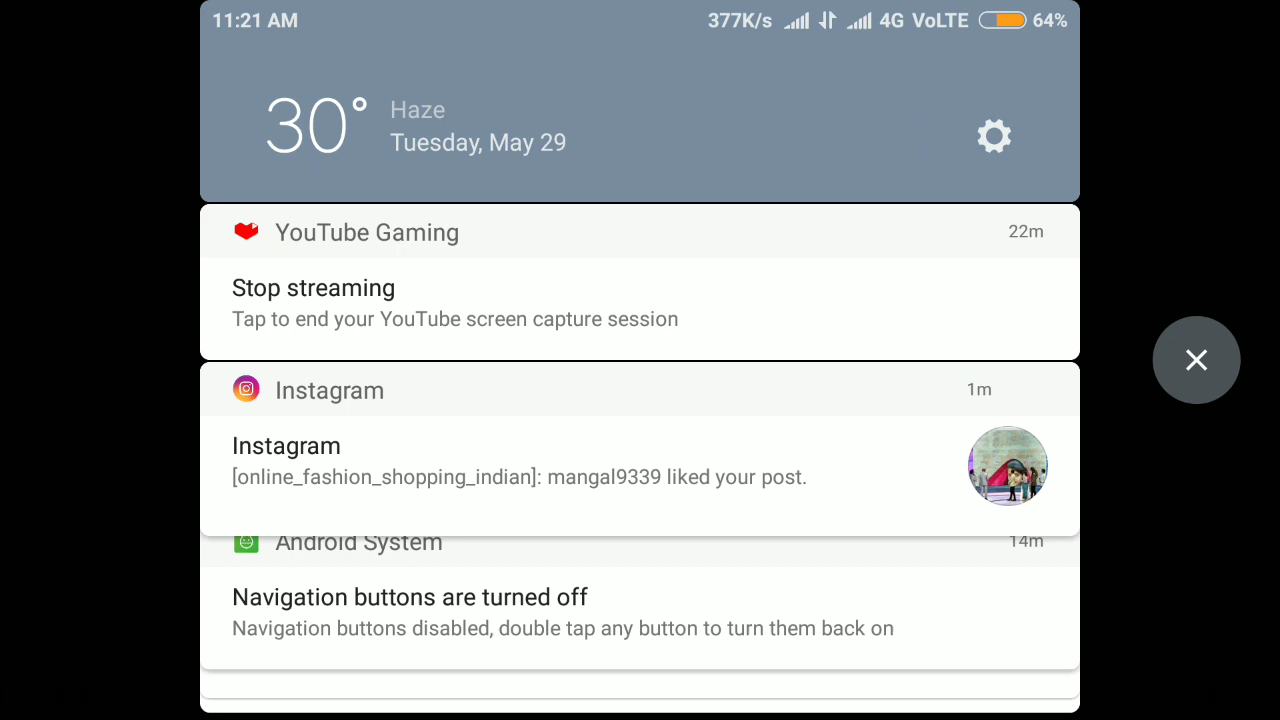 11:21 AM 377K/s 4G VoLTE 64%
30° Haze
Tuesday, May 29
YouTube Gaming 22m
Stop streaming
Tap to end your YouTube screen capture session
Instagram 1m
Instagram
[online_fashion_shopping_indian]: mangal9339 liked your post.
Android System 14m
Navigation buttons are turned off
Navigation buttons disabled, double tap any button to turn them back on